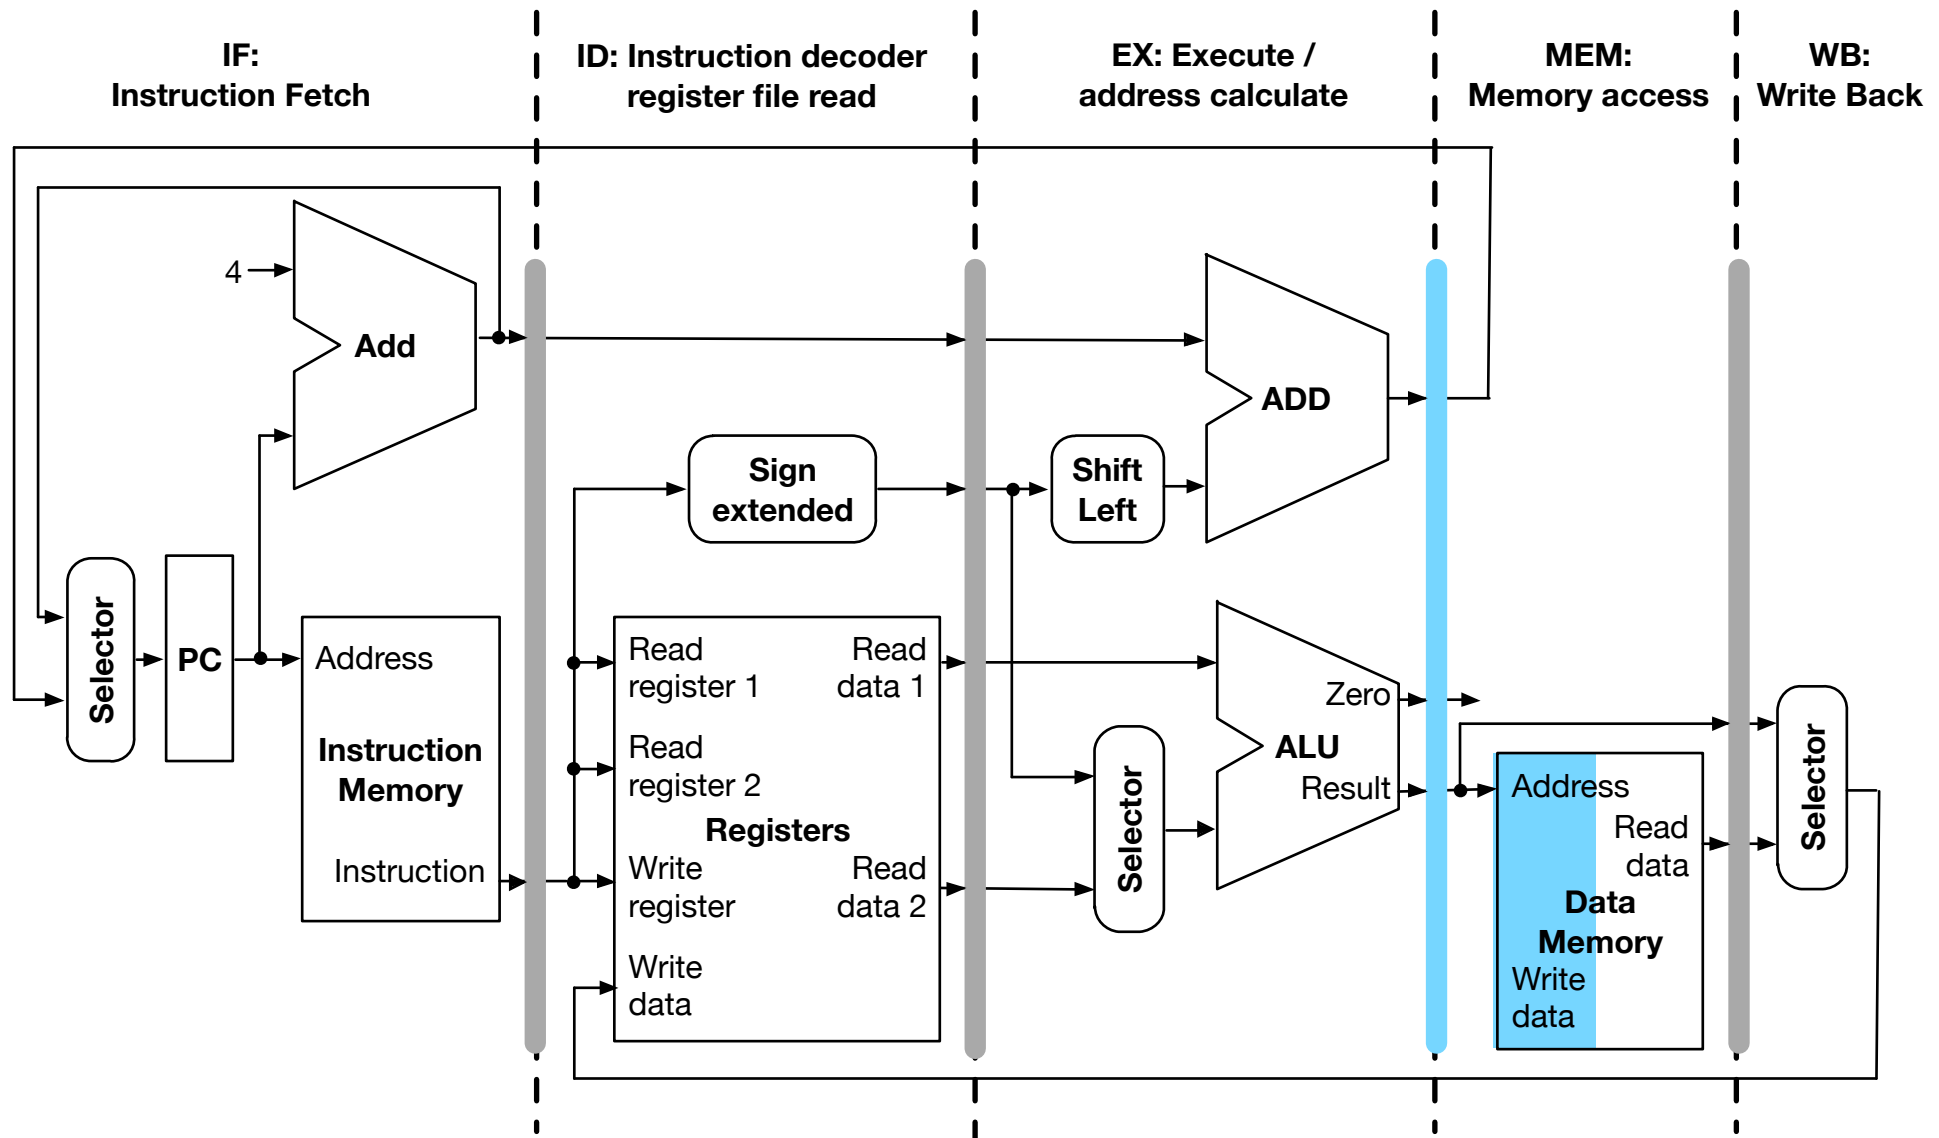 IF:
Instruction Fetch
ID: Instruction decoder
register file read
EX: Execute /
address calculate
MEM:
Memory access
WB:
Write Back
4
Add
ADD
Sign
extended
Shift
Left
Selector
PC
Address
Instruction
Memory
Instruction
Read
register 1
Read
data 1
Read
register 2
Registers
Write
register
Read
data 2
Write
data
Selector
Zero
ALU
Result
Address
Read
data
Data
Memory
Write
data
Selector